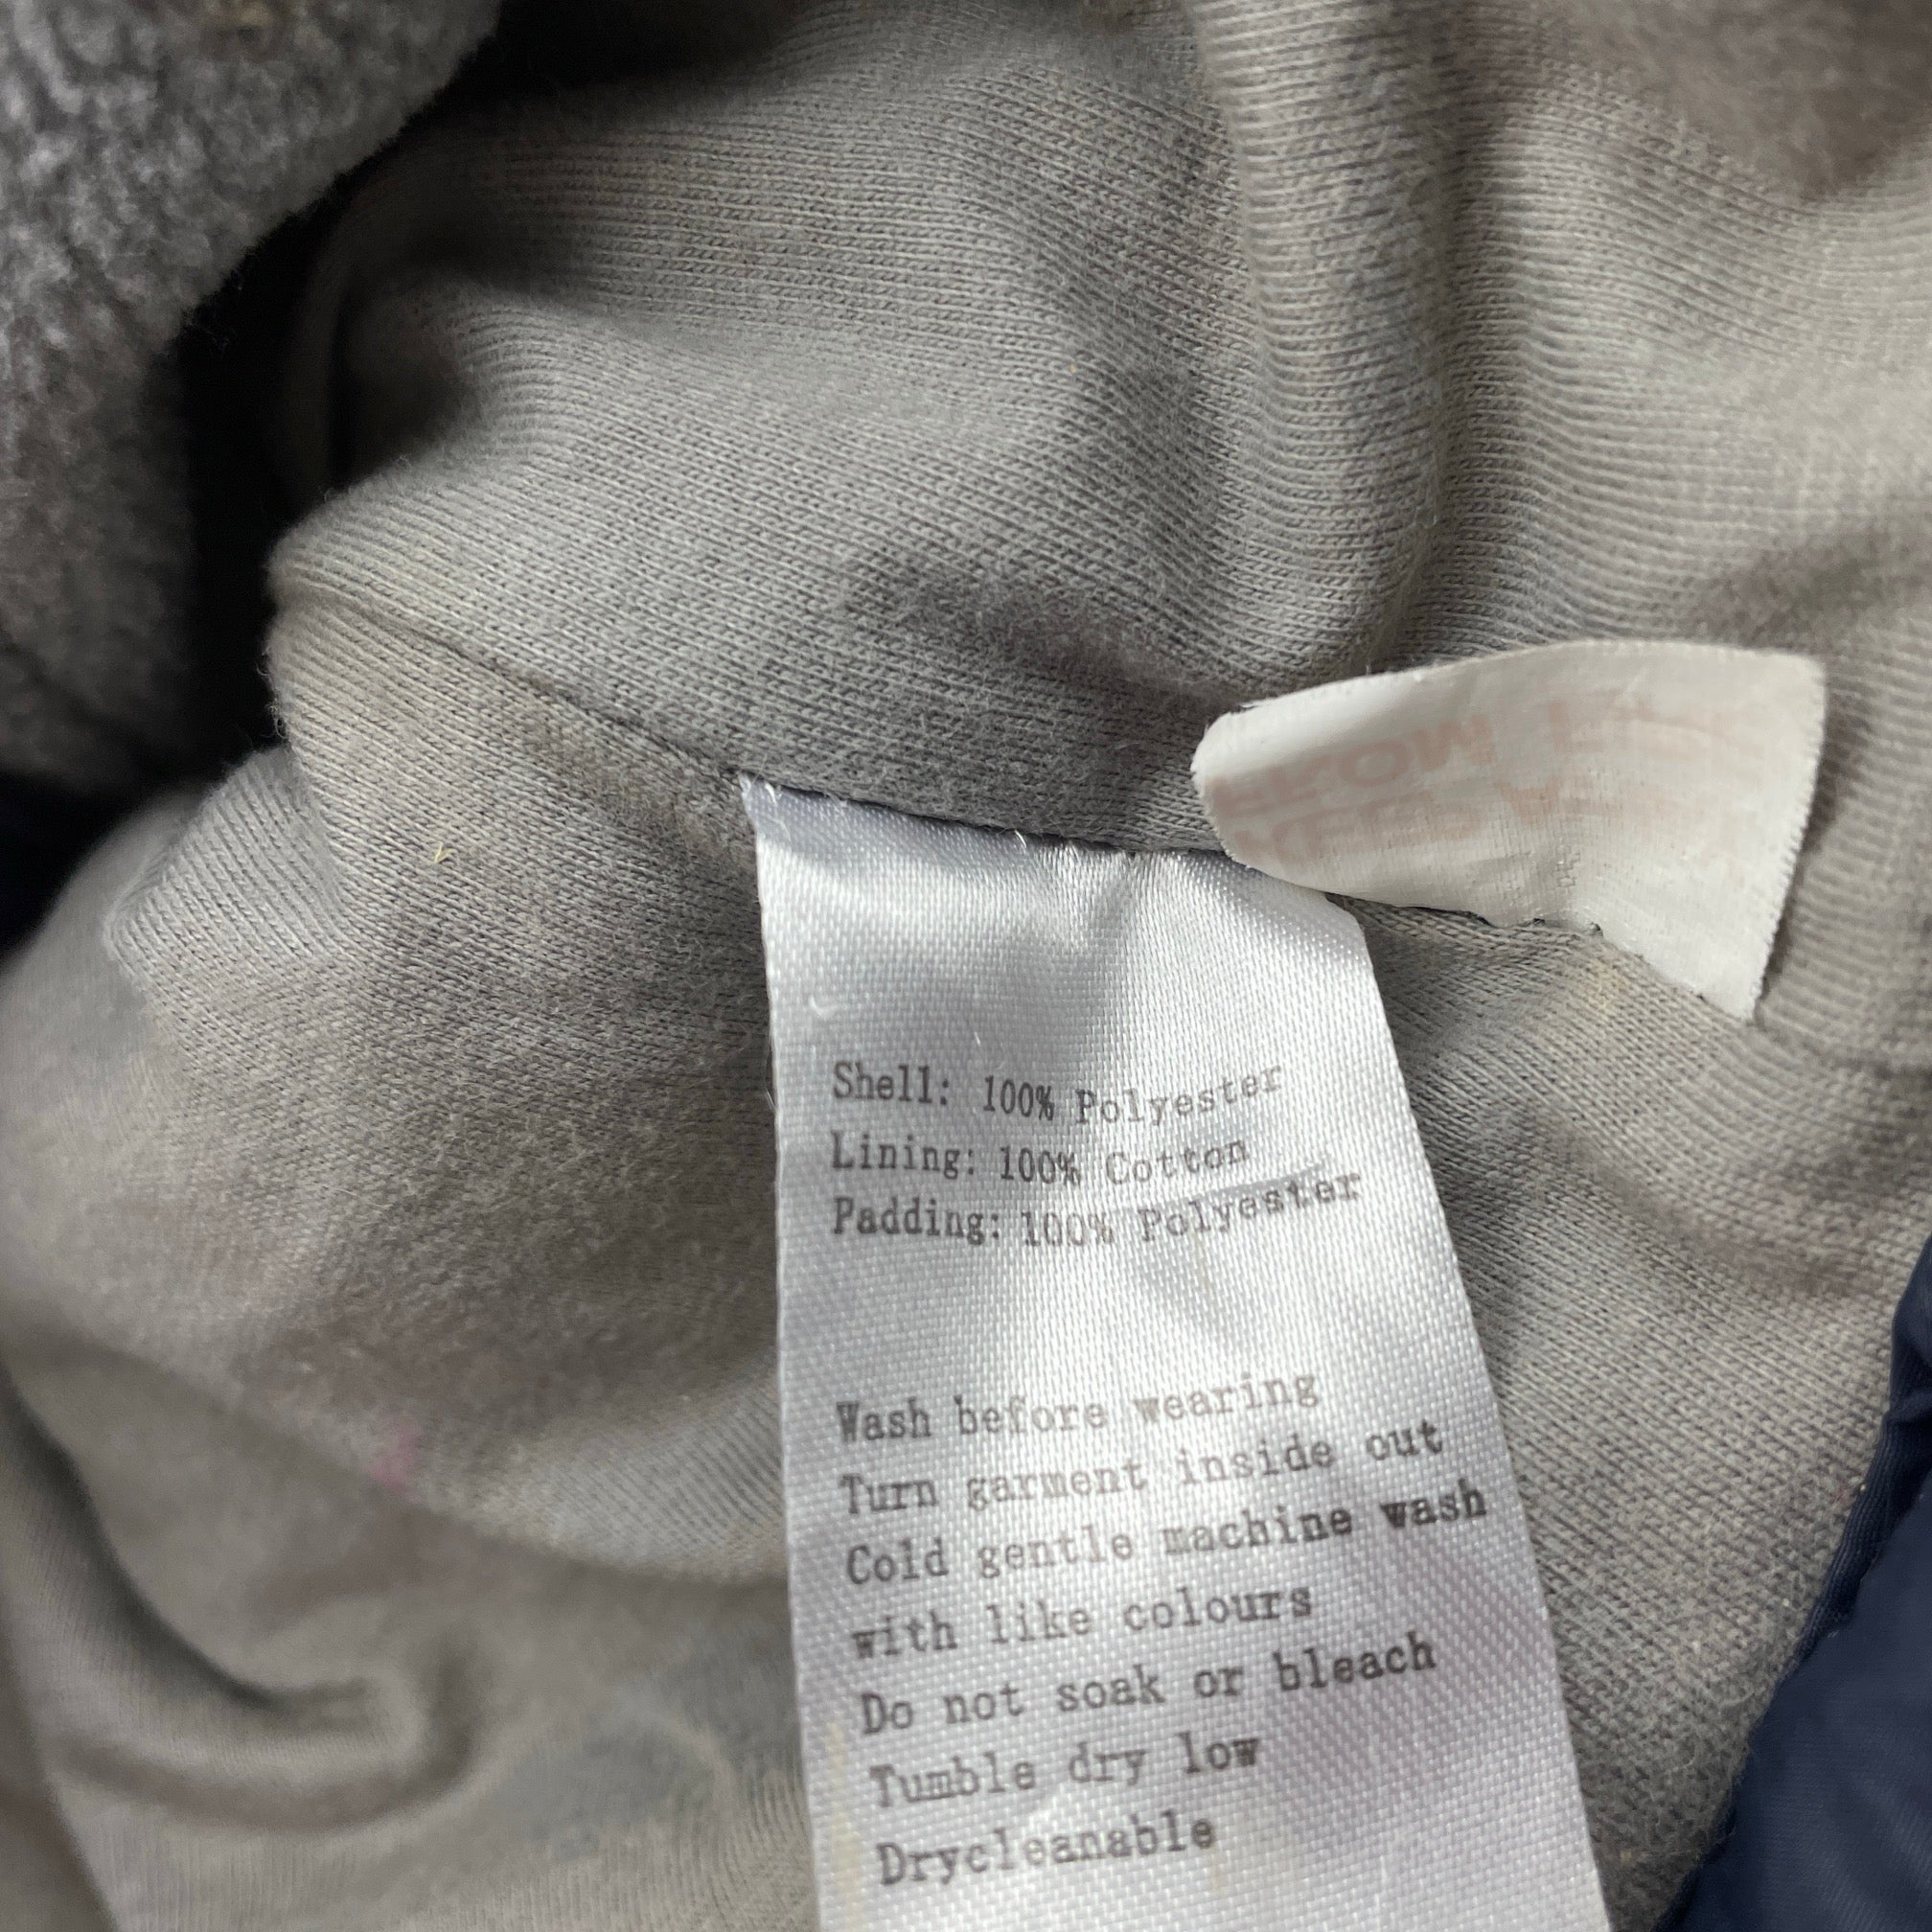 Shell: 100% Polyester
Lining: 100% Cotton
Padding: 100% Polyester
Wash before wearing
Turn garment inside out
Cold gentle machine wash
with like colours
Do not soak or bleach
Tumble dry low
Drycleanable